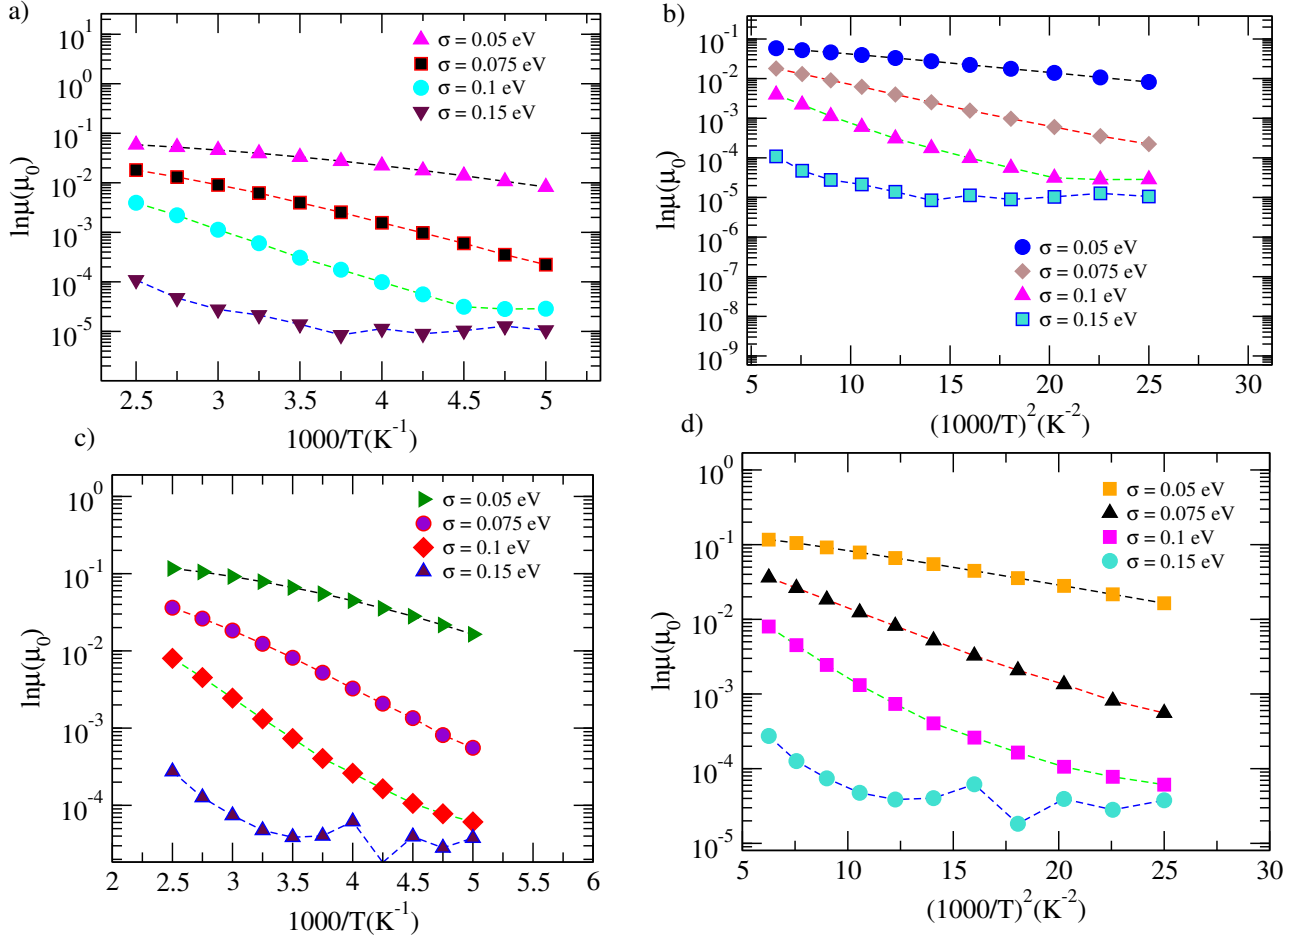 a)
10^1
10^0
10^-1
10^-2
10^-3
10^-4
10^-5
lnμ(μ_0)
σ = 0.05 eV
σ = 0.075 eV
σ = 0.1 eV
σ = 0.15 eV
2.5 3 3.5 4 4.5 5
1000/T(K^-1)
b)
10^-1
10^-2
10^-3
10^-4
10^-5
10^-6
10^-7
10^-8
10^-9
lnμ(μ_0)
σ = 0.05 eV
σ = 0.075 eV
σ = 0.1 eV
σ = 0.15 eV
5 10 15 20 25 30
(1000/T)^2(K^-2)
c)
10^0
10^-1
10^-2
10^-3
10^-4
lnμ(μ_0)
σ = 0.05 eV
σ = 0.075 eV
σ = 0.1 eV
σ = 0.15 eV
2 2.5 3 3.5 4 4.5 5 5.5 6
1000/T(K^-1)
d)
10^0
10^-1
10^-2
10^-3
10^-4
10^-5
lnμ(μ_0)
σ = 0.05 eV
σ = 0.075 eV
σ = 0.1 eV
σ = 0.15 eV
5 10 15 20 25 30
(1000/T)^2(K^-2)